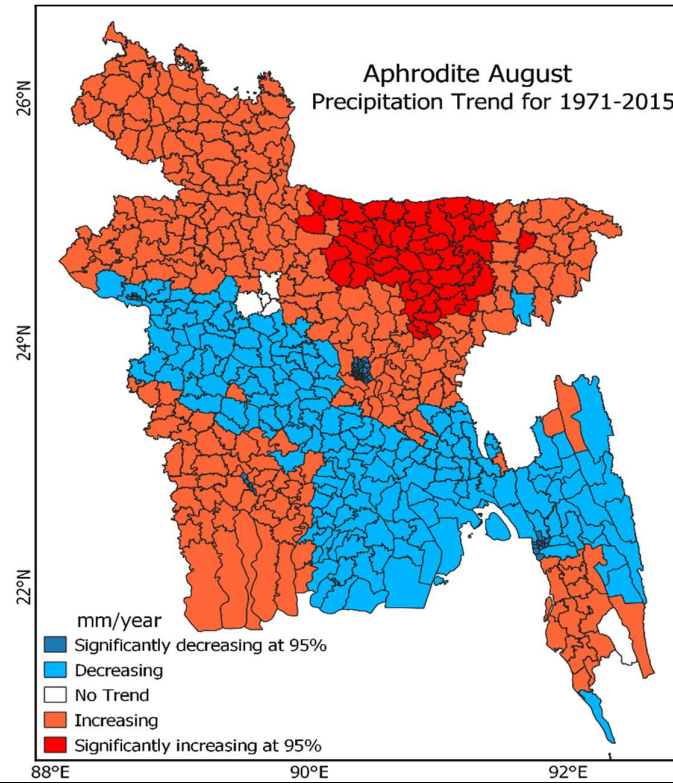 Aphrodite August
Precipitation Trend for 1971-2015
26°N
24°N
22°N
mm/year
Significantly decreasing at 95%
Decreasing
No Trend
Increasing
Significantly increasing at 95%
88°E 90°E 92°E